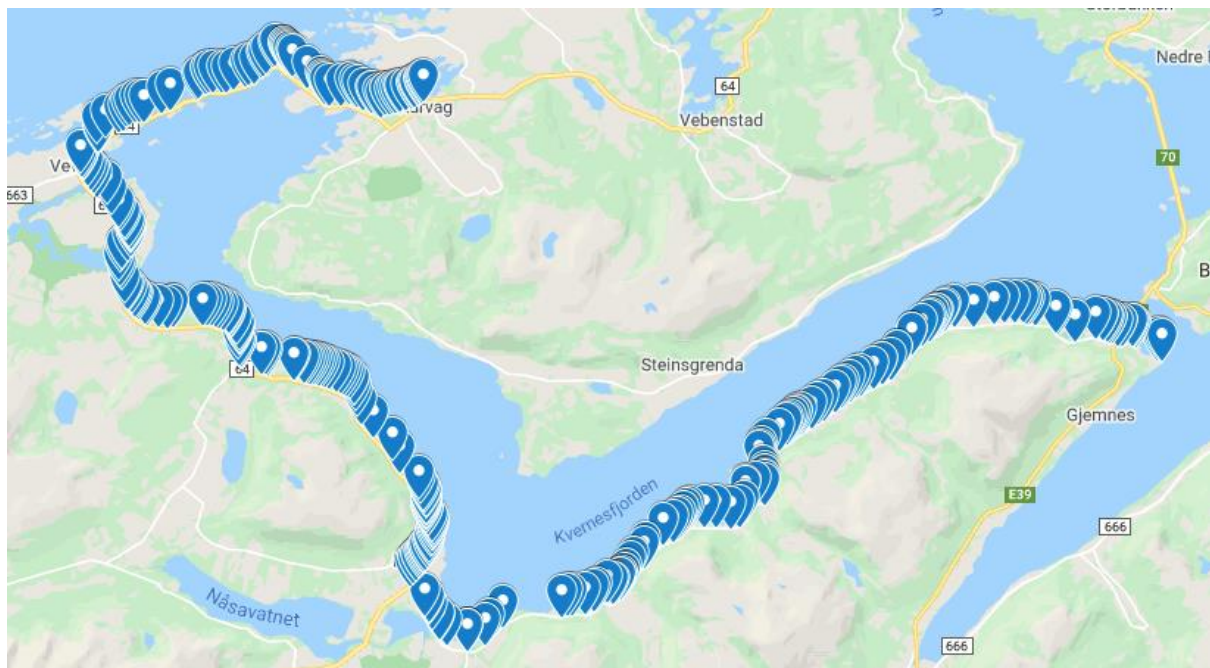 Nedre
64
Vebenstad
70
663
Steinsgrenda
64
Gjemnes
Kvernesfjorden
E39
666
Nåsavatnet
666